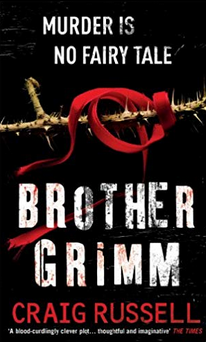 MURDER IS
NO FAIRY TALE
BROTHER
GRIMM
CRAIG RUSSELL
'A blood-curdlingly clever plot... thoughtful and imaginative' THE TIMES